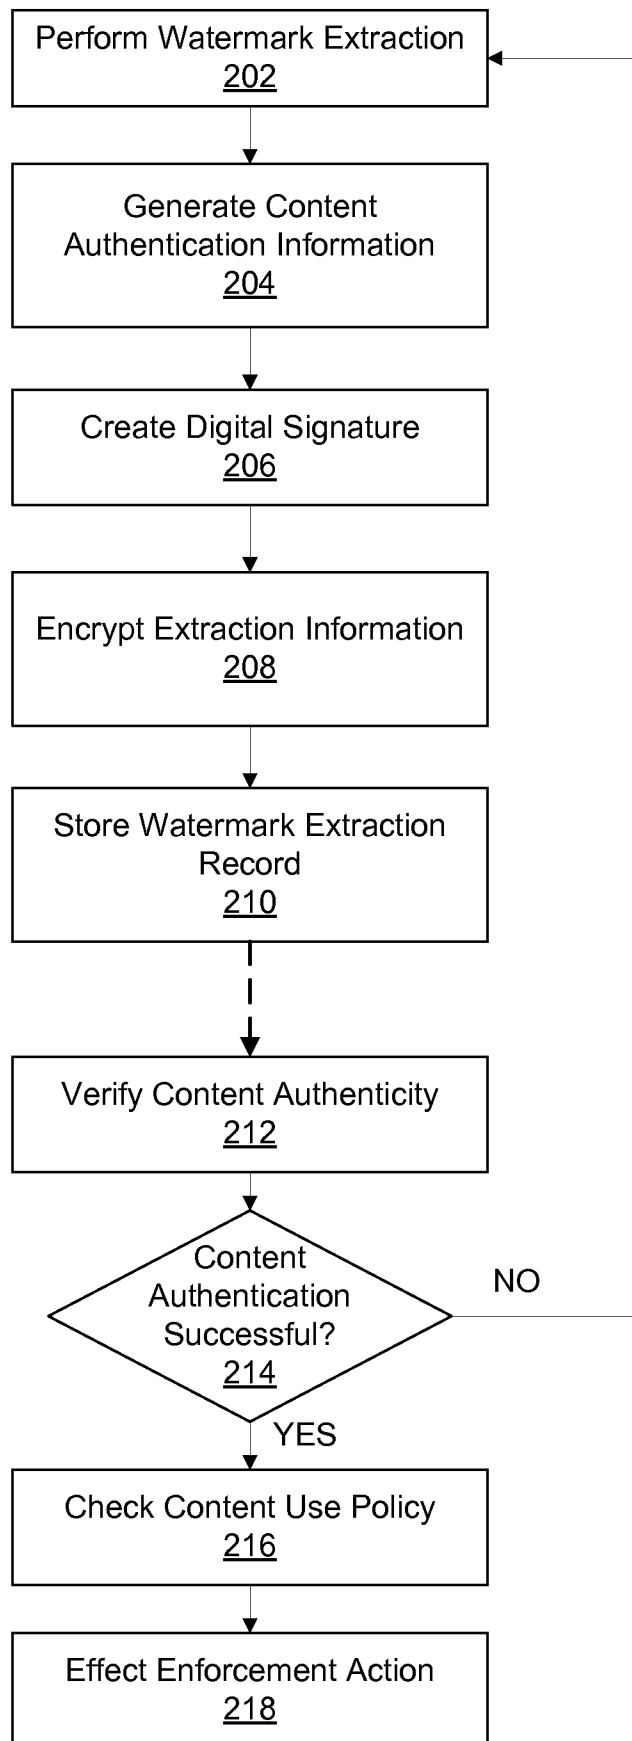 Perform Watermark Extraction
202
Generate Content
Authentication Information
204
Create Digital Signature
206
Encrypt Extraction Information
208
Store Watermark Extraction
Record
210
Verify Content Authenticity
212
Content
Authentication
Successful?
214
NO
YES
Check Content Use Policy
216
Effect Enforcement Action
218